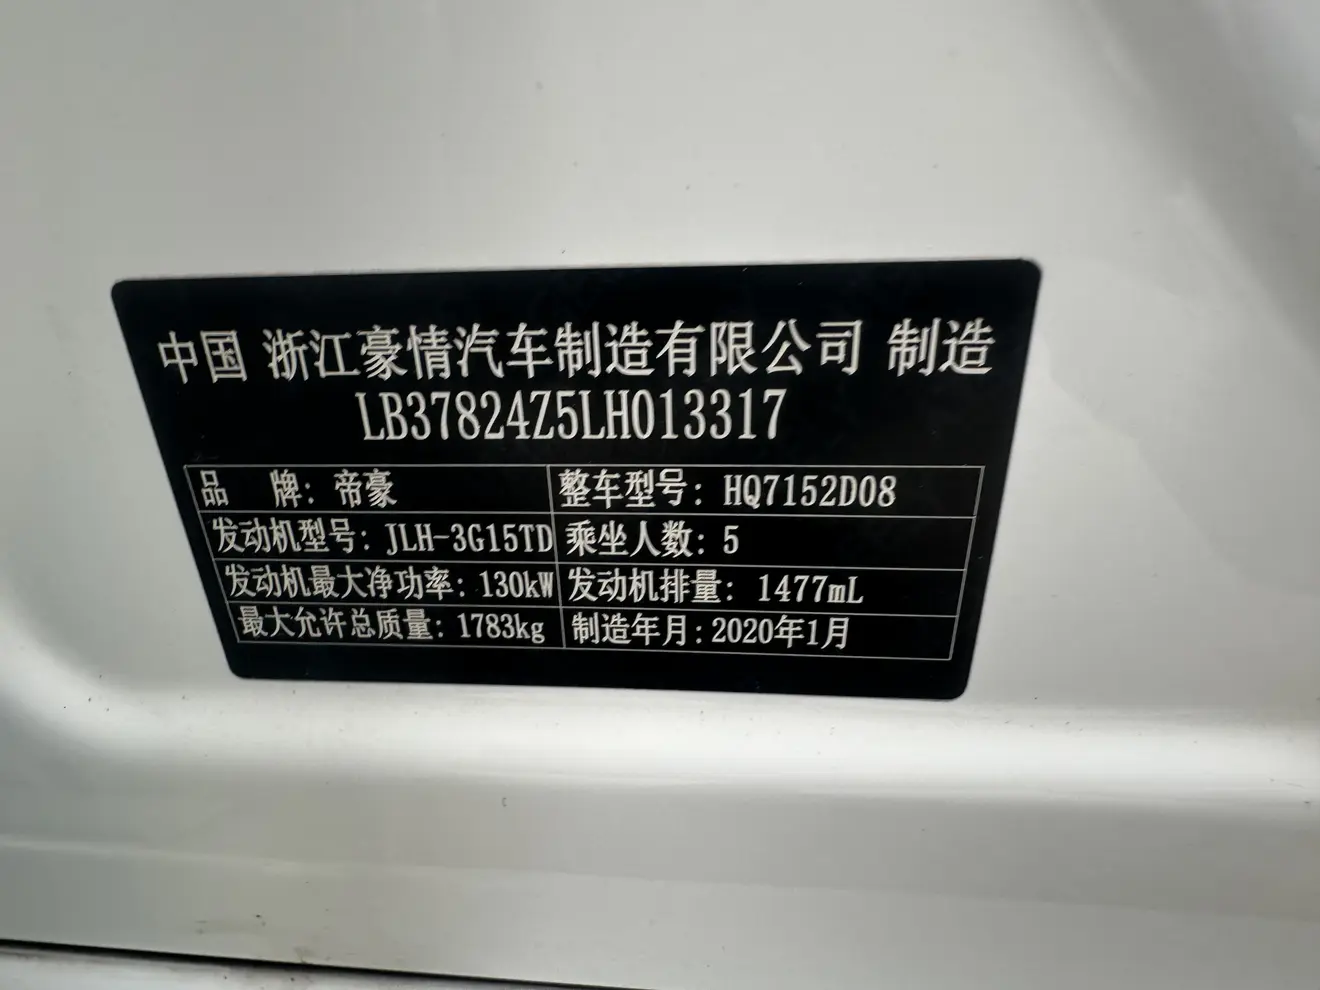 中国 浙江豪情汽车制造有限公司 制造
LB37824Z5LH013317
品 牌: 帝豪 整车型号: HQ7152D08
发动机型号: JLH-3G15TD 乘坐人数: 5
发动机最大净功率: 130kW 发动机排量: 1477mL
最大允许总质量: 1783kg 制造年月: 2020年1月